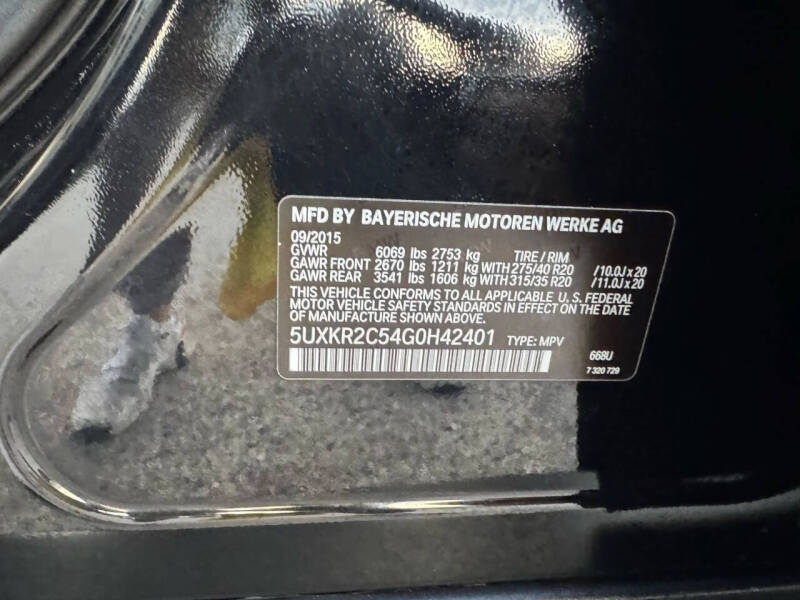 MFD BY BAYERISCHE MOTOREN WERKE AG
09/2015
GVWR 6069 lbs 2753 kg TIRE / RIM
GAWR FRONT 2670 lbs 1211 kg WITH 275/40 R20 /10.0J x 20
GAWR REAR 3541 lbs 1606 kg WITH 315/35 R20 /11.0J x 20
THIS VEHICLE CONFORMS TO ALL APPLICABLE U. S. FEDERAL
MOTOR VEHICLE SAFETY STANDARDS IN EFFECT ON THE DATE
OF MANUFACTURE SHOWN ABOVE.
5UXKR2C54G0H42401 TYPE: MPV
668U
7 320 729